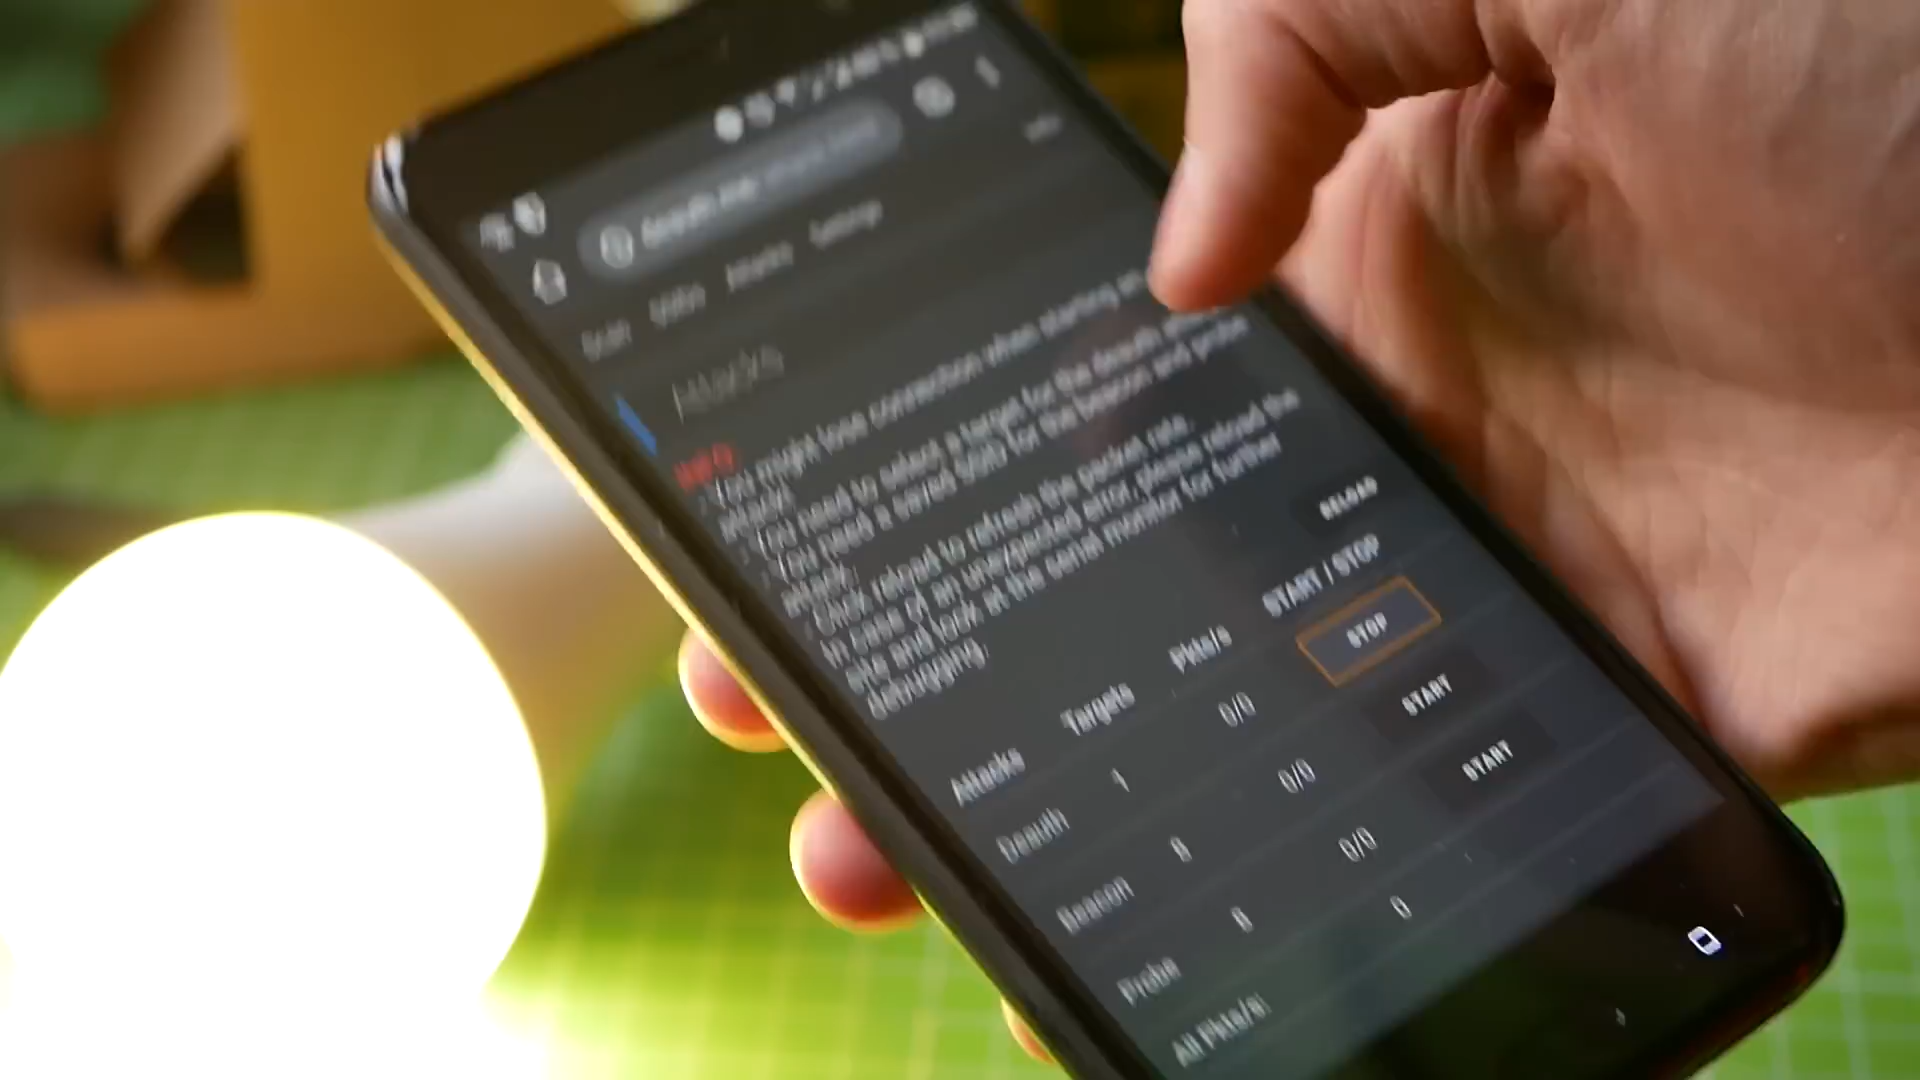 Scan SSIDs Attacks Settings
Attacks
INFO
- You might lose connection when starting an
attack.
- You need to select a target for the deauth
- You need a saved SSID for the beacon and probe
attack.
- Click reload to refresh the packet rate.
In case of an unexpected error, please reload the
site and look at the serial monitor for further
debugging.
RELOAD
Attacks Targets Pkts/s START / STOP
Deauth 1 0/0 STOP
Beacon 0/0 START
Probe 0/0 START
All Pkts/s: 0